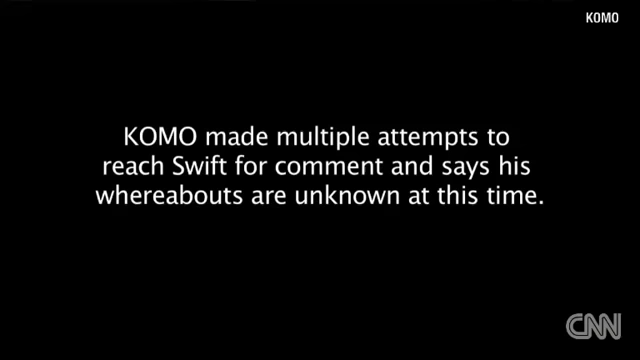 KOMO
KOMO made multiple attempts to
reach Swift for comment and says his
whereabouts are unknown at this time.
CNN